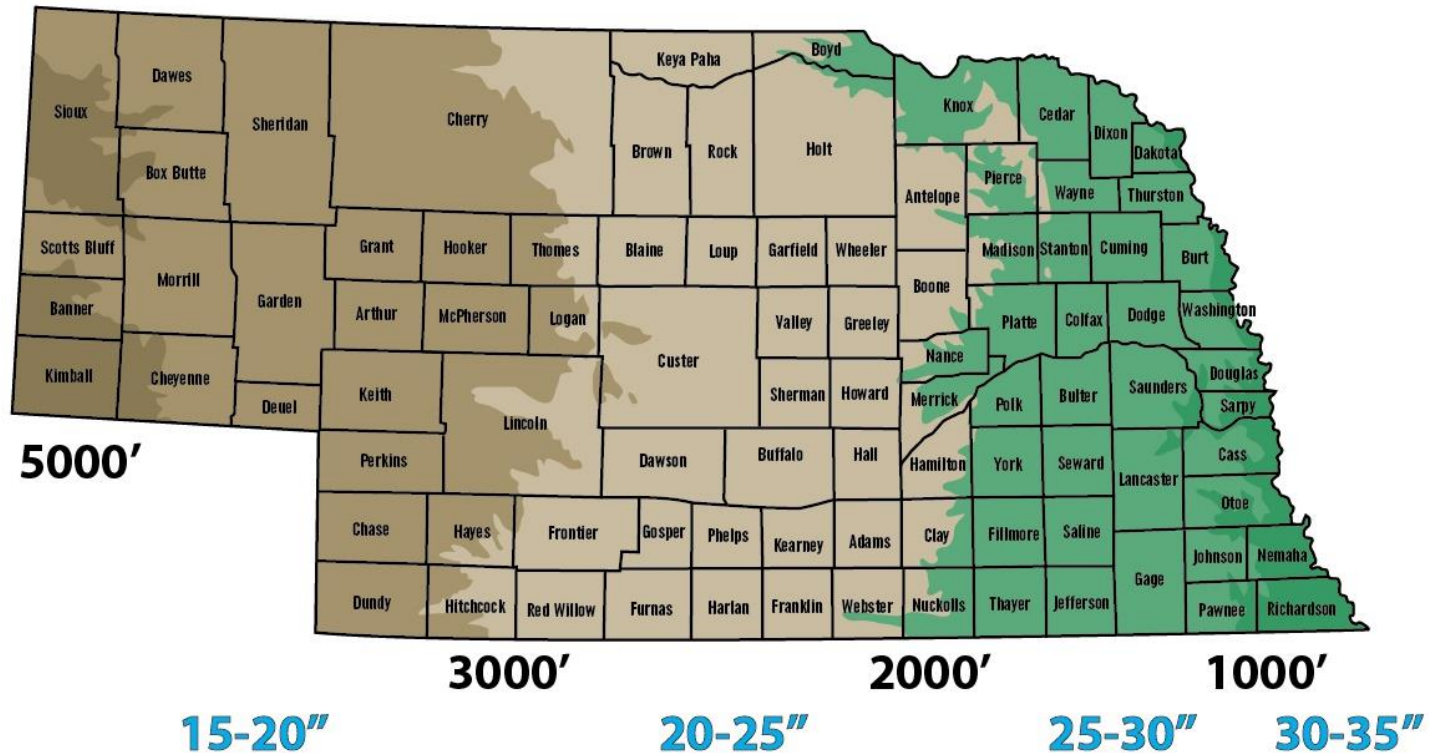 Boyd
Keya Paha
Dawes
Sioux
Sheridan
Cherry
Knox
Cedar
Dixon
Dakota
Box Butte
Brown
Rock
Holt
Antelope
Pierce
Wayne
Thurston
Scotts Bluff
Grant
Hooker
Thomes
Blaine
Loup
Garfield
Wheeler
Madison
Stanton
Cuming
Burt
Morrill
Garden
Banner
Arthur
McPherson
Logan
Valley
Greeley
Boone
Platte
Colfax
Dodge
Washington
Kimball
Cheyenne
Custer
Nance
Douglas
Deuel
Keith
Lincoln
Sherman
Howard
Merrick
Polk
Bulter
Saunders
Sarpy
5000’
Perkins
Dawson
Buffalo
Hall
Hamilton
York
Seward
Lancaster
Cass
Otoe
Chase
Hayes
Frontier
Gosper
Phelps
Kearney
Adams
Clay
Fillmore
Saline
Johnson
Nemaha
Dundy
Hitchcock
Red Willow
Furnas
Harlan
Franklin
Webster
Nuckolls
Thayer
Jefferson
Gage
Pawnee
Richardson
3000’ 2000’ 1000’
15-20” 20-25” 25-30” 30-35”